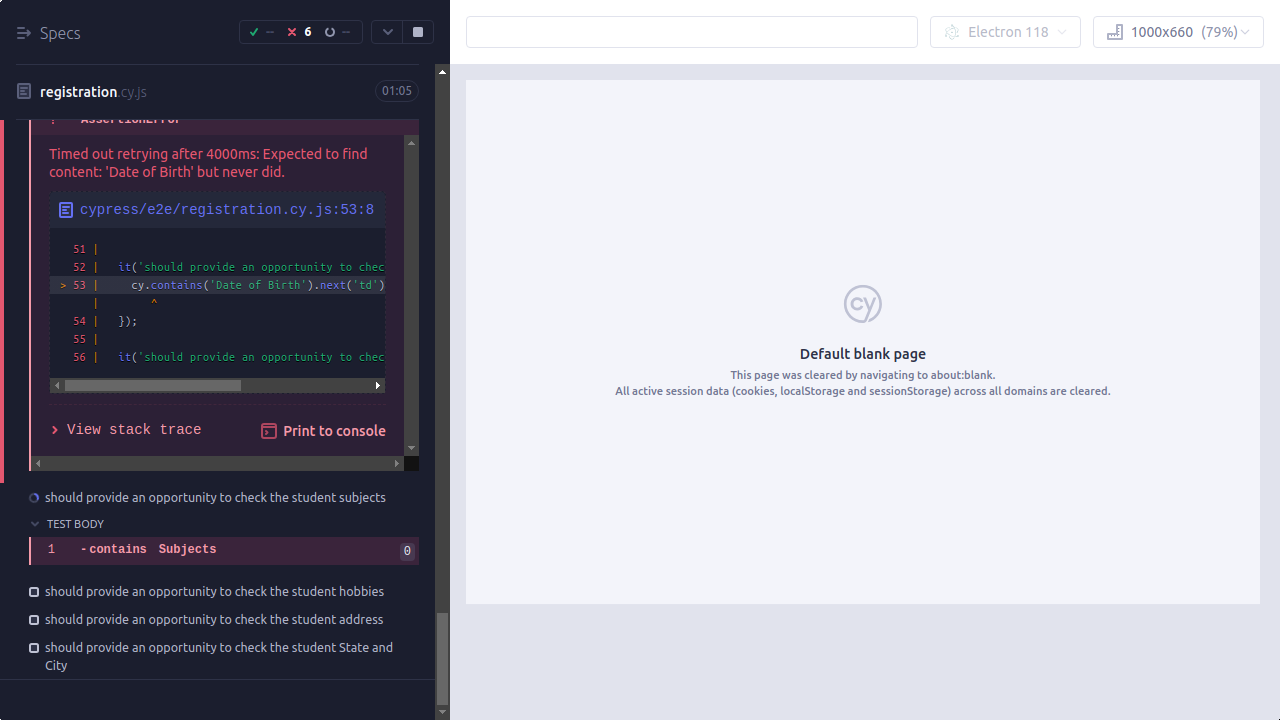 Specs
-- 6 --
Electron 118
1000x660 (79%)
registration.cy.js
01:05
! AssertionError
Timed out retrying after 4000ms: Expected to find
content: 'Date of Birth' but never did.
cypress/e2e/registration.cy.js:53:8
51 |
52 | it('should provide an opportunity to chec
> 53 | cy.contains('Date of Birth').next('td')
| ^
54 | });
55 |
56 | it('should provide an opportunity to chec
> View stack trace
Print to console
should provide an opportunity to check the student subjects
TEST BODY
1 -contains Subjects 0
should provide an opportunity to check the student hobbies
should provide an opportunity to check the student address
should provide an opportunity to check the student State and
City
cy
Default blank page
This page was cleared by navigating to about:blank.
All active session data (cookies, localStorage and sessionStorage) across all domains are cleared.